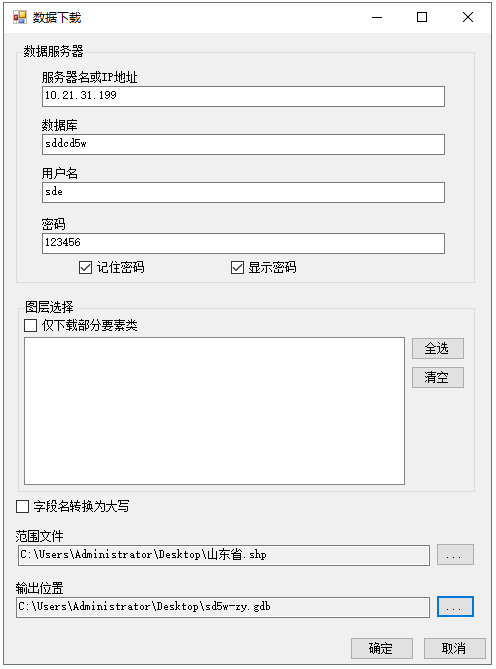 数据下载
数据服务器
服务器名或IP地址
10.21.31.199
数据库
sddcd5w
用户名
sde
密码
123456
记住密码 显示密码
图层选择
仅下载部分要素类
全选
清空
字段名转换为大写
范围文件
C:\Users\Administrator\Desktop\山东省.shp ...
输出位置
C:\Users\Administrator\Desktop\sd5w-zy.gdb ...
确定 取消